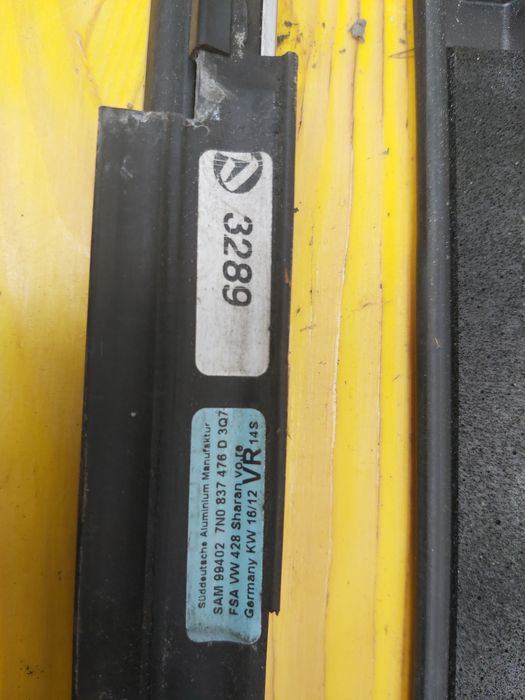 3289
Süddeutsche Aluminium Manufaktur
SAM 99402 7N0 837 476 D 3Q7
FSA VW 428 Sharan vo.re
Germany KW 16/12 VR 14S